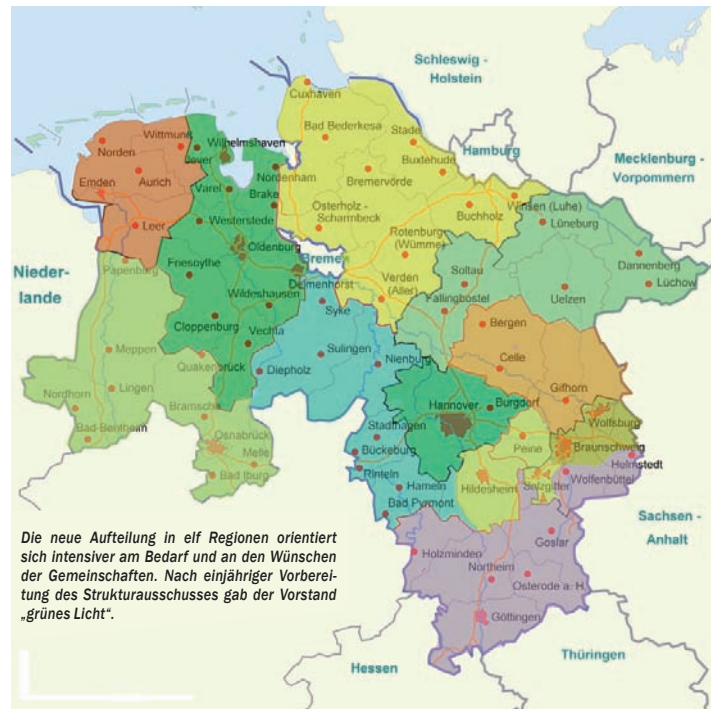 Schleswig -
Holstein
Cuxhaven
Mecklenburg -
Vorpommern
Hamburg
Stade
Bad Bederkesa
Buxtehude
Bremervörde
Wittmund
Wilhelmshaven
Norden
Jever
Nordenham
Emden
Aurich
Varel
Brake
Osterholz -
Scharmbeck
Buchholz
Winsen (Luhe)
Lüneburg
Leer
Westerstede
Oldenburg
Rotenburg
(Wümme)
Dannenberg
Lüchow
Papenburg
Nieder-
lande
Friesoythe
Bremen
Delmenhorst
Verden
(Aller)
Soltau
Uelzen
Wildeshausen
Syke
Fallingbostel
Cloppenburg
Vechta
Bergen
Meppen
Sulingen
Nienburg
Celle
Quakenbrück
Diepholz
Nordhorn
Lingen
Gifhorn
Bramsche
Hannover
Burgdorf
Wolfsburg
Bad Bentheim
Osnabrück
Stadthagen
Peine
Braunschweig
Melle
Bückeburg
Helmstedt
Bad Iburg
Rinteln
Hameln
Hildesheim
Salzgitter
Wolfenbüttel
Bad Pyrmont
Sachsen -
Anhalt
Holzminden
Goslar
Northeim
Osterode a. H.
Göttingen
Hessen
Thüringen
Die neue Aufteilung in elf Regionen orientiert
sich intensiver am Bedarf und an den Wünschen
der Gemeinschaften. Nach einjähriger Vorberei-
tung des Strukturausschusses gab der Vorstand
„grünes Licht“.